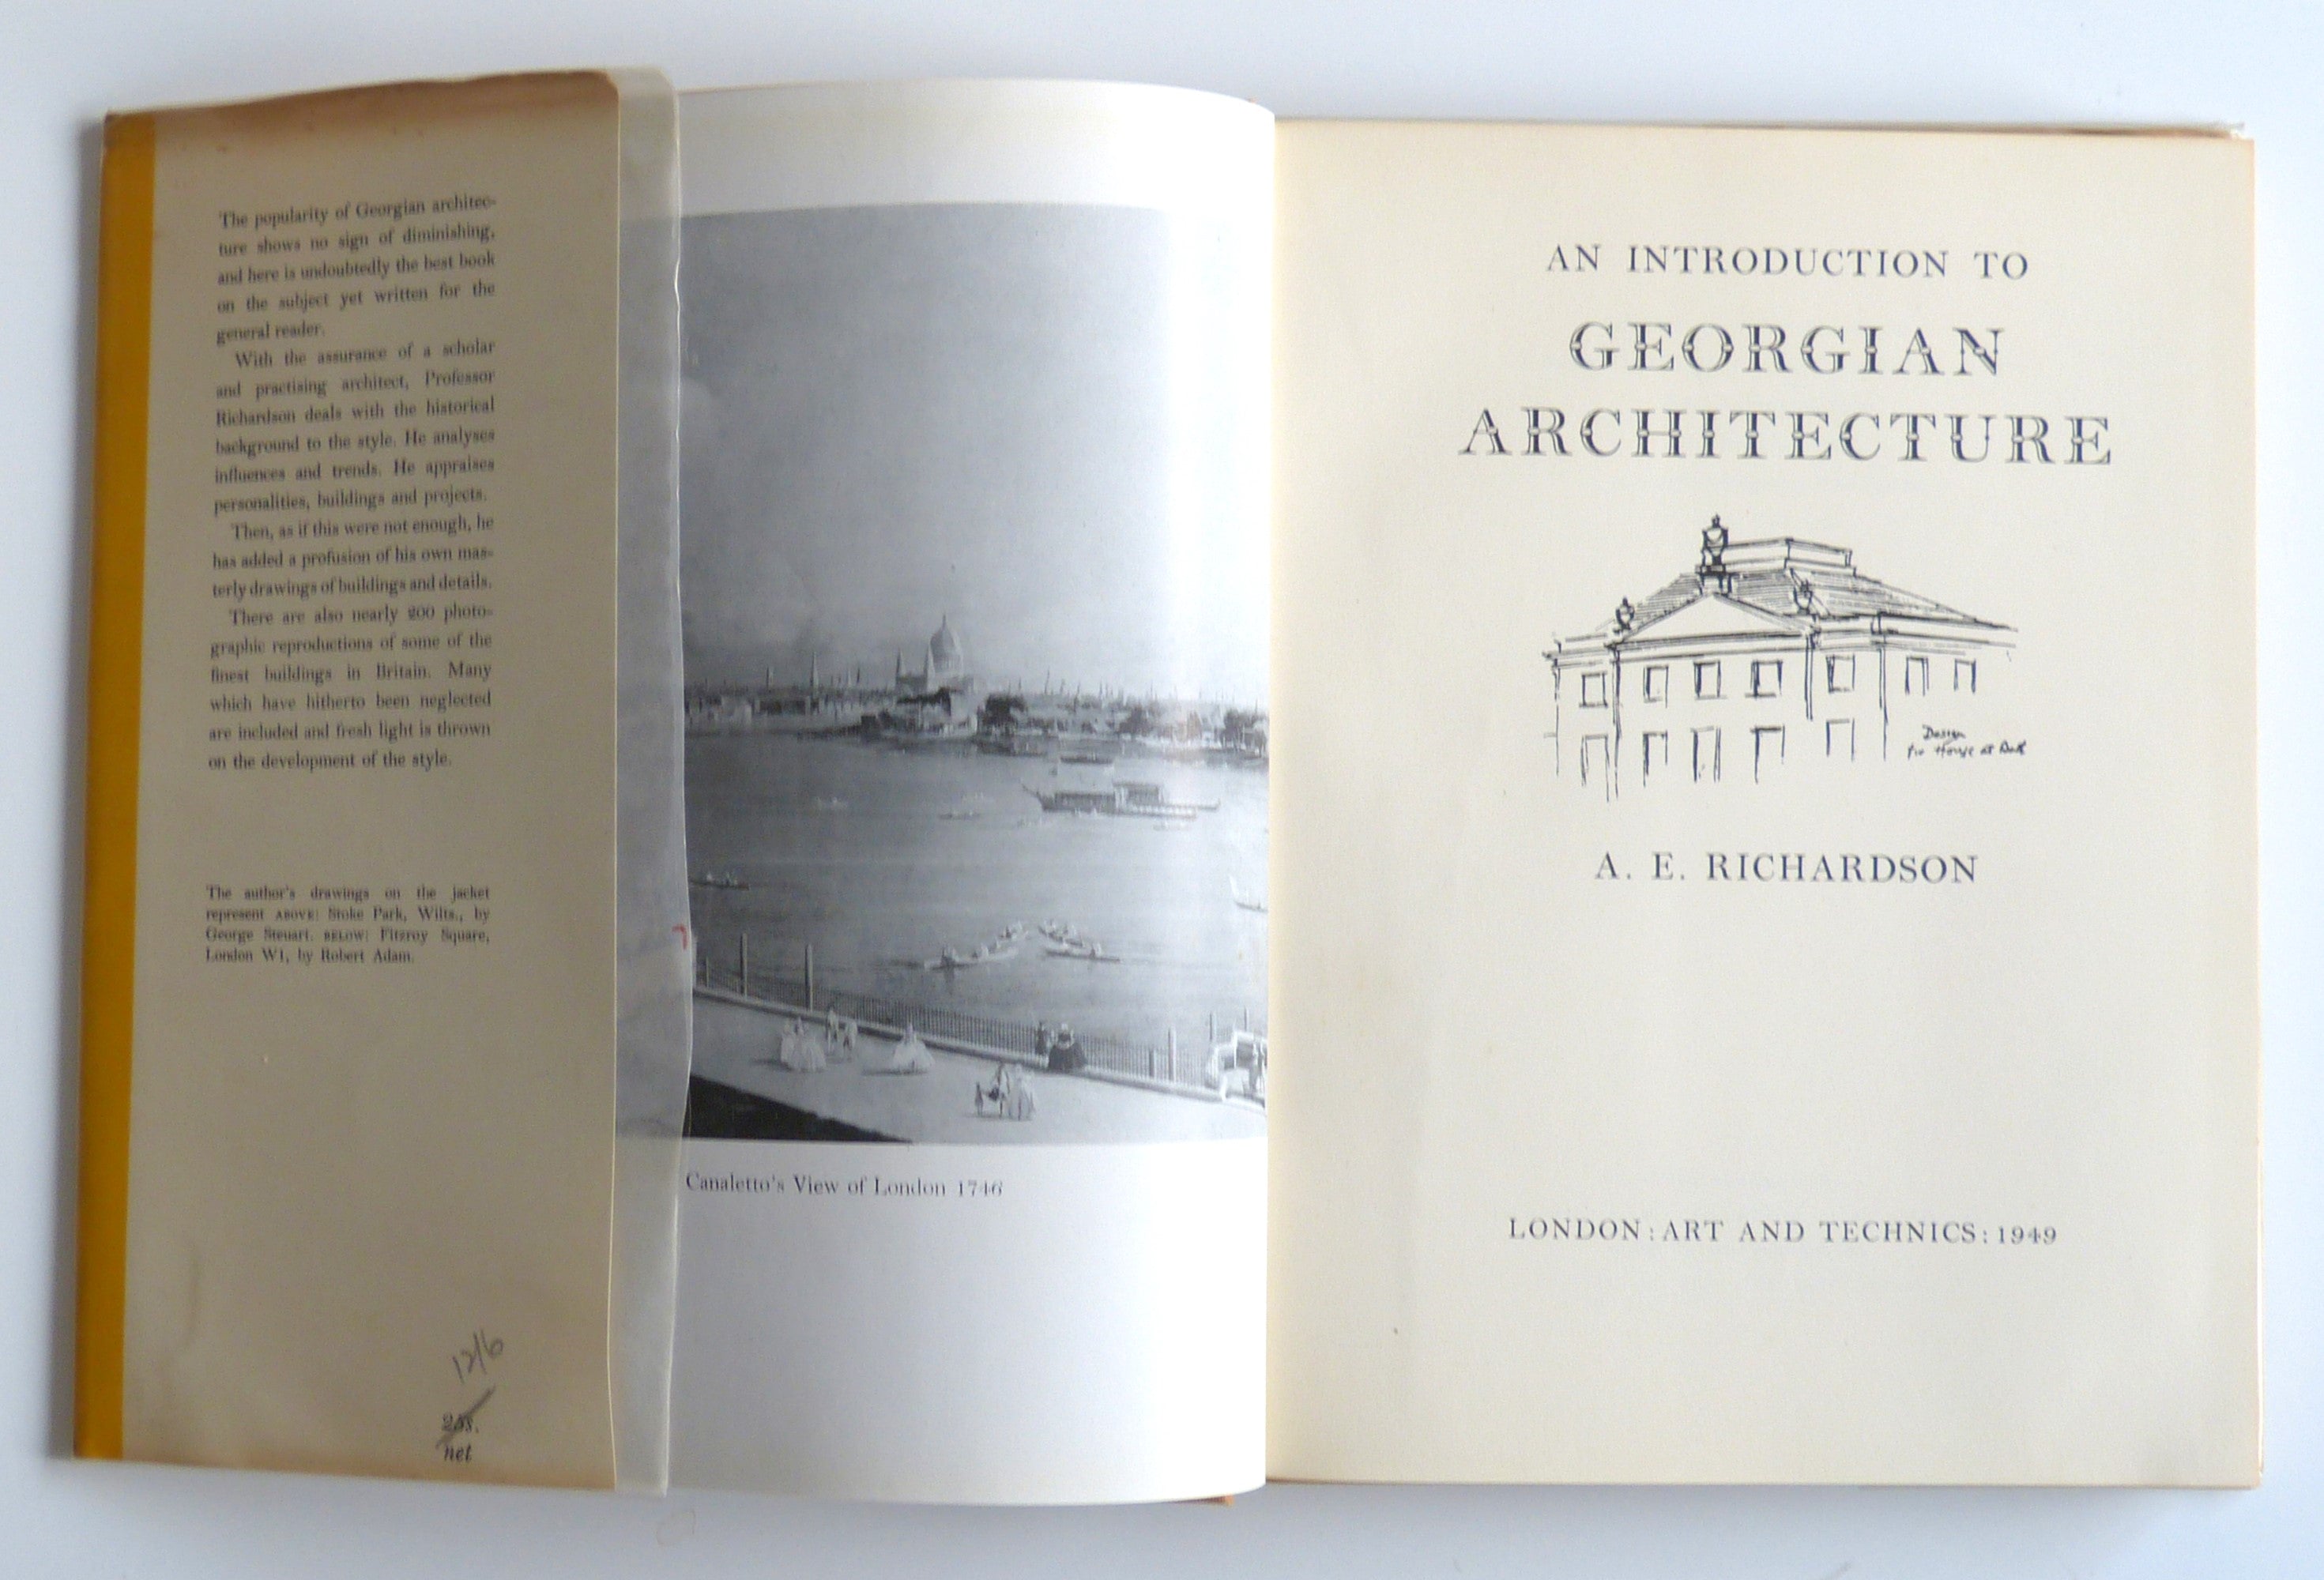 The popularity of Georgian architec-
ture shows no sign of diminishing,
and here is undoubtedly the best book
on the subject yet written for the
general reader.
With the assurance of a scholar
and practising architect, Professor
Richardson deals with the historical
background to the style. He analyses
influences and trends. He appraises
personalities, buildings and projects.
Then, as if this were not enough, he
has added a profusion of his own mas-
terly drawings of buildings and details.
There are also nearly 200 photo-
graphic reproductions of some of the
finest buildings in Britain. Many
which have hitherto been neglected
are included and fresh light is thrown
on the development of the style.
The author's drawings on the jacket
represent ABOVE: Stoke Park, Wilts., by
George Steuart. BELOW: Fitzroy Square,
London W1, by Robert Adam.
12/6
net
Canaletto's View of London 1746
AN INTRODUCTION TO
GEORGIAN
ARCHITECTURE
Design
for House at
A. E. RICHARDSON
LONDON: ART AND TECHNICS: 1949